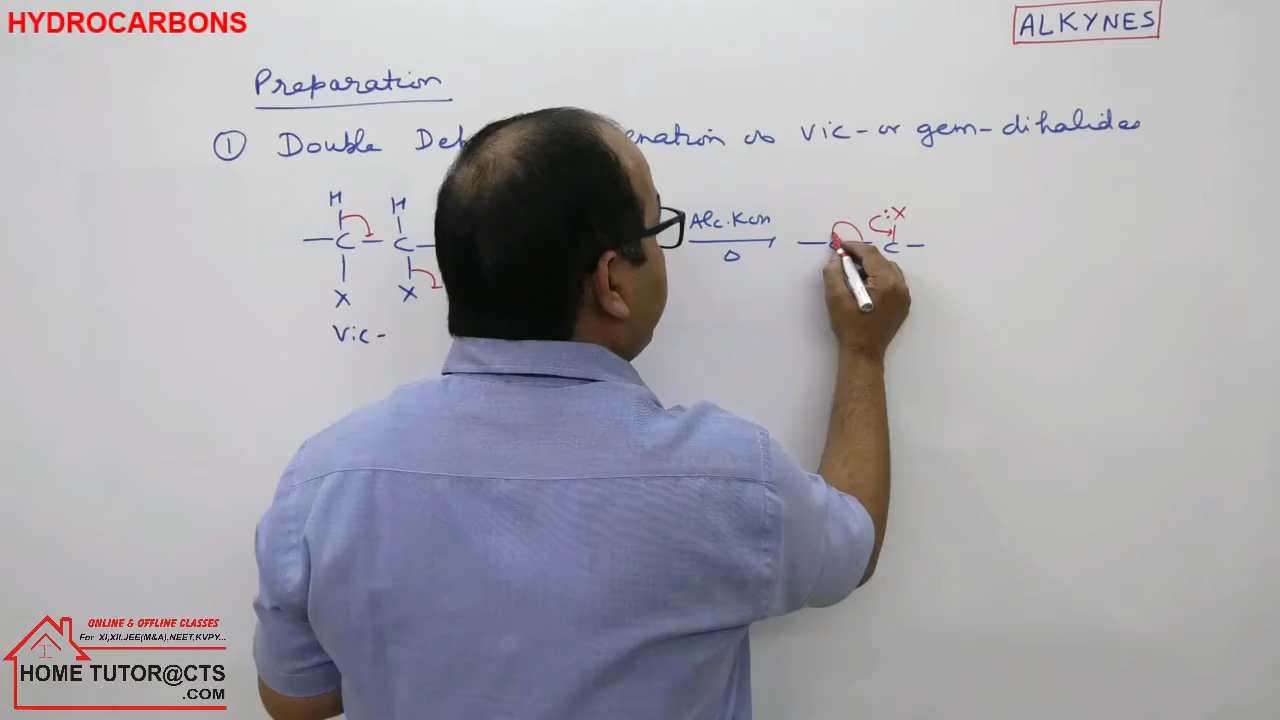 HYDROCARBONS
ALKYNES
Preparation
① Double Deh enation of Vic- or gem-dihalides
H H
— C — C —
X X
Vic -
Alc. KOH
Δ
:X
— C — C —
ONLINE & OFFLINE CLASSES
For XI,XII,JEE(M&A),NEET,KVPY...
HOME TUTOR@CTS
.COM